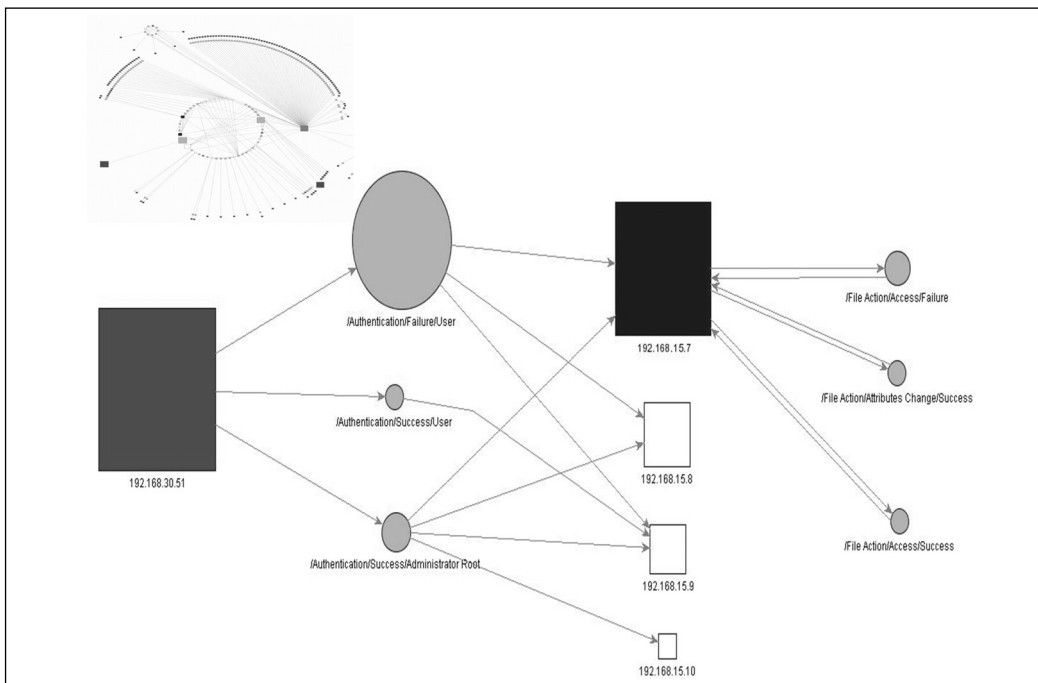 /Authentication/Failure/User
192.168.15.7
/File Action/Access/Failure
192.168.30.51
/Authentication/Success/User
/File Action/Attributes Change/Success
192.168.15.8
/Authentication/Success/Administrator Root
/File Action/Access/Success
192.168.15.9
192.168.15.10